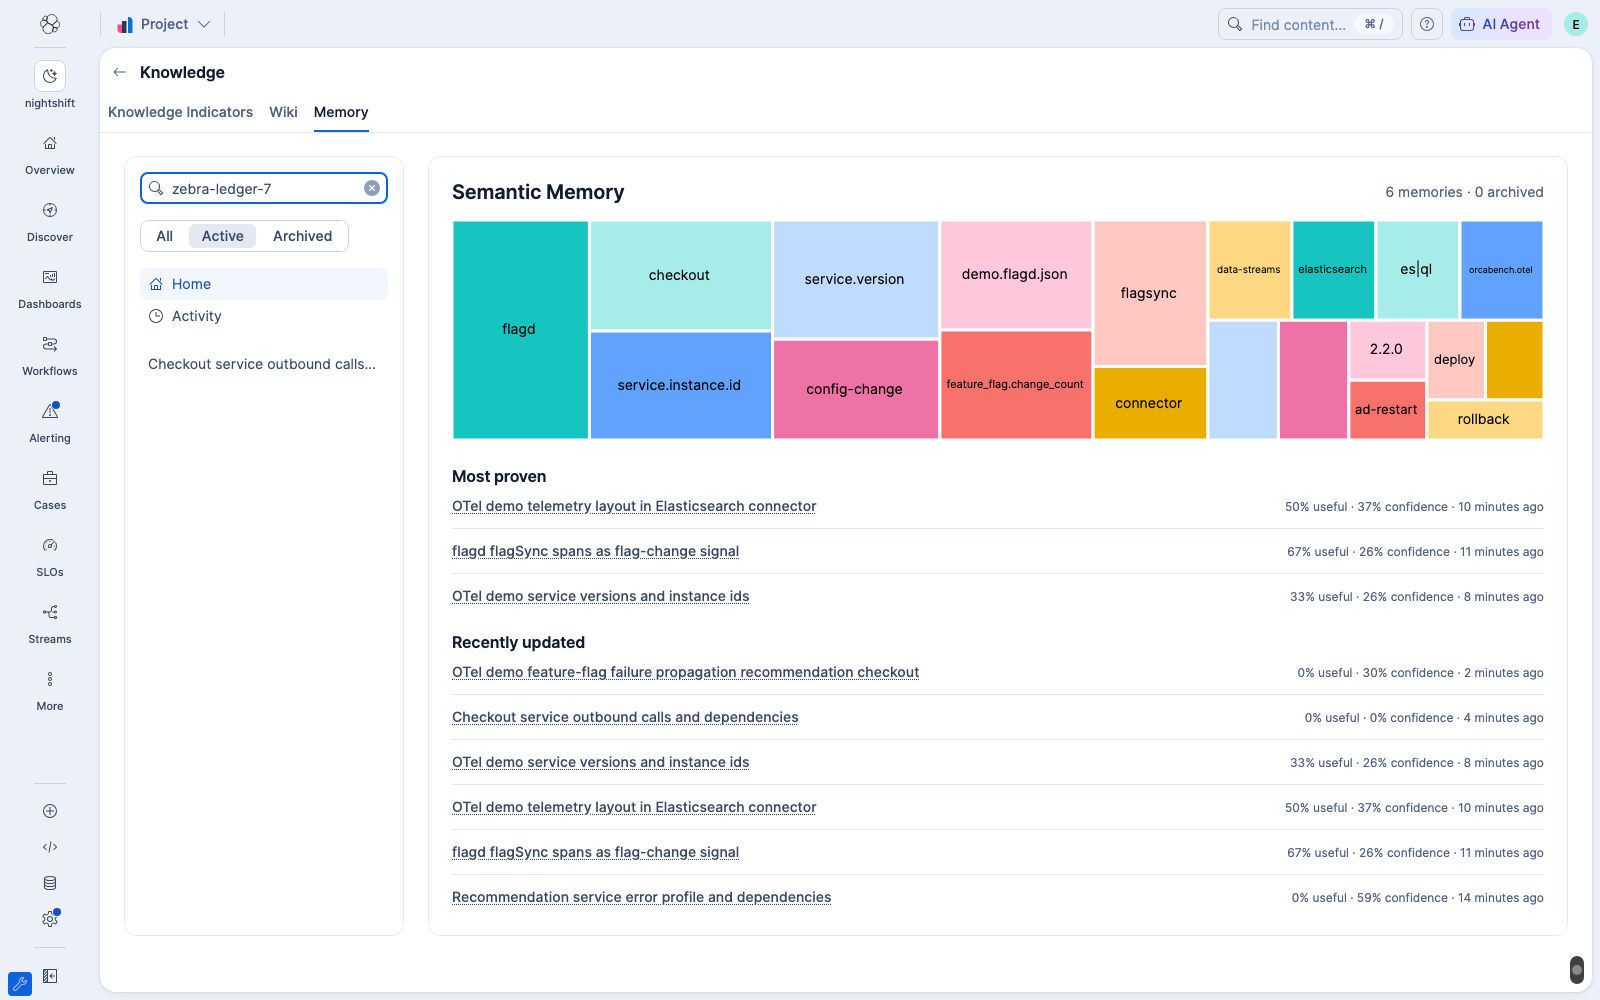 Project
Find content...
⌘ /
AI Agent
E
nightshift
Overview
Discover
Dashboards
Workflows
Alerting
Cases
SLOs
Streams
More
Knowledge
Knowledge Indicators
Wiki
Memory
zebra-ledger-7
All
Active
Archived
Home
Activity
Checkout service outbound calls...
Semantic Memory
6 memories · 0 archived
flagd
checkout
service.instance.id
service.version
config-change
demo.flagd.json
feature_flag.change_count
flagsync
connector
data-streams
elasticsearch
es|ql
orcabench.otel
2.2.0
ad-restart
deploy
rollback
Most proven
OTel demo telemetry layout in Elasticsearch connector
50% useful · 37% confidence · 10 minutes ago
flagd flagSync spans as flag-change signal
67% useful · 26% confidence · 11 minutes ago
OTel demo service versions and instance ids
33% useful · 26% confidence · 8 minutes ago
Recently updated
OTel demo feature-flag failure propagation recommendation checkout
0% useful · 30% confidence · 2 minutes ago
Checkout service outbound calls and dependencies
0% useful · 0% confidence · 4 minutes ago
OTel demo service versions and instance ids
33% useful · 26% confidence · 8 minutes ago
OTel demo telemetry layout in Elasticsearch connector
50% useful · 37% confidence · 10 minutes ago
flagd flagSync spans as flag-change signal
67% useful · 26% confidence · 11 minutes ago
Recommendation service error profile and dependencies
0% useful · 59% confidence · 14 minutes ago